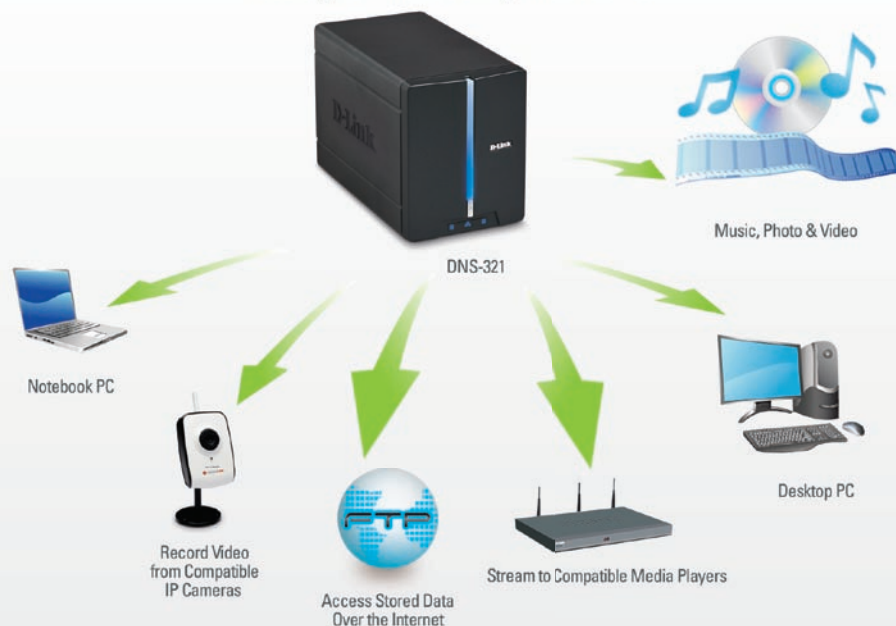 D-Link
D-Link
DNS-321
Music, Photo & Video
Notebook PC
Desktop PC
Record Video
from Compatible
IP Cameras
FTP
Access Stored Data
Over the Internet
Stream to Compatible Media Players